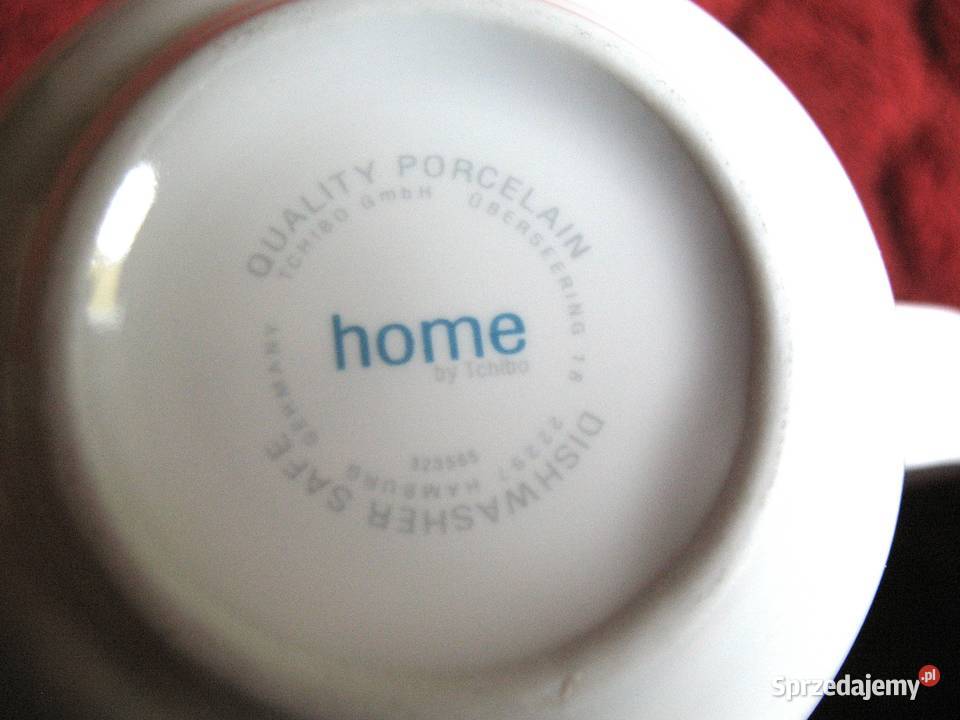 QUALITY PORCELAIN
TCHIBO GmbH ÜBERSEERING 18
22297 HAMBURG
GERMANY
home
by Tchibo
323565
DISHWASHER SAFE
Sprzedajemy.pl